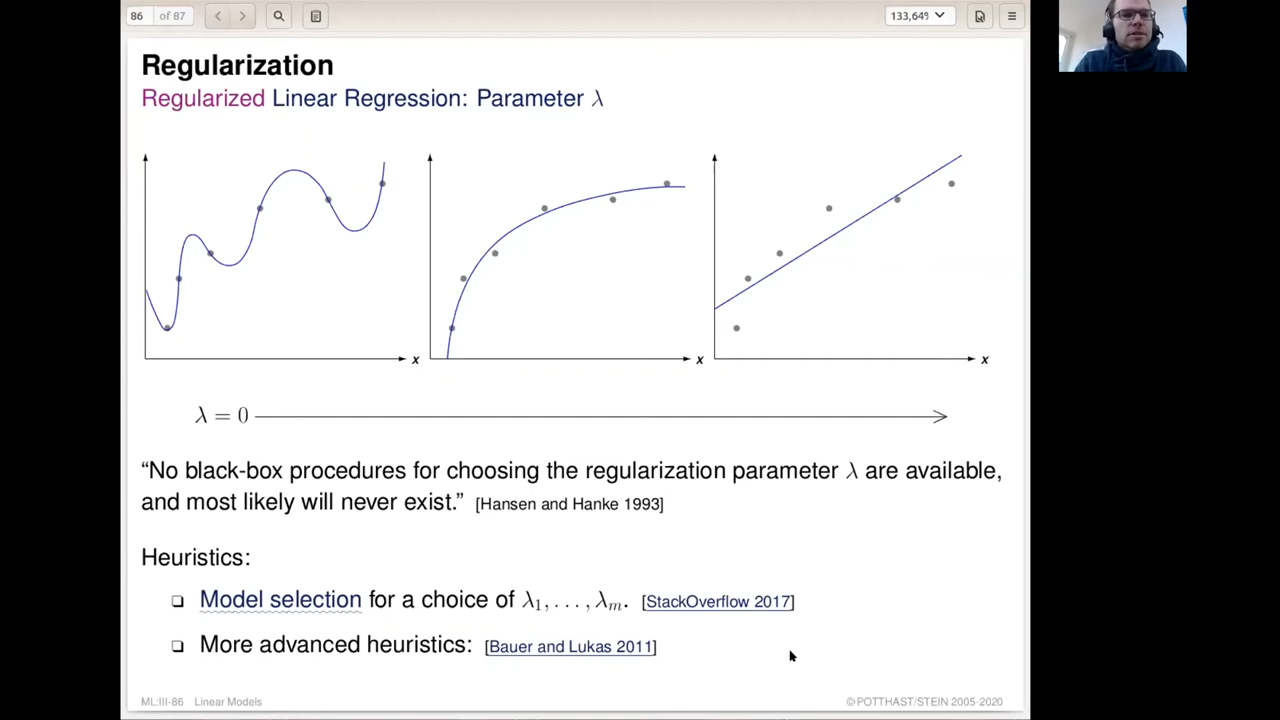 86 of 87
133,64%
Regularization
Regularized Linear Regression: Parameter λ
x
x
x
λ = 0
“No black-box procedures for choosing the regularization parameter λ are available,
and most likely will never exist.” [Hansen and Hanke 1993]
Heuristics:
❑ Model selection for a choice of λ1, . . . , λm. [StackOverflow 2017]
❑ More advanced heuristics: [Bauer and Lukas 2011]
ML:III-86 Linear Models
© POTTHAST/STEIN 2005-2020